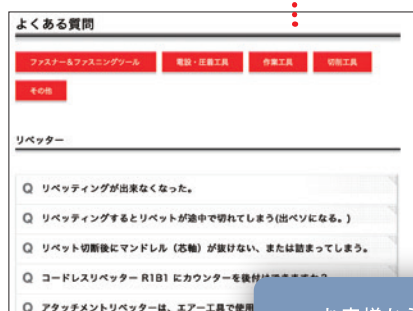 よくある質問
ファスナー&ファスニングツール 電設・圧着工具 作業工具 切削工具
その他
リベッター
Q リベッティングが出来なくなった。
Q リベッティングするとリベットが途中で切れてしまう(出ベソになる。)
Q リベット切断後にマンドレル(芯軸)が抜けない、または詰まってしまう。
Q コードレスリベッター R1B1 にカウンターを後付けできますか?
Q アタッチメントリベッターは、エアー工具で使用